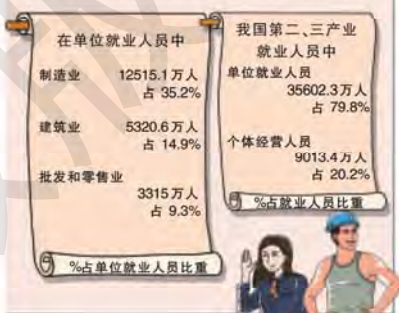 在单位就业人员中
制造业 12515.1万人
占 35.2%
建筑业 5320.6万人
占 14.9%
批发和零售业
3315万人
占 9.3%
%占单位就业人员比重
我国第二、三产业
就业人员中
单位就业人员
35602.3万人
占 79.8%
个体经营人员
9013.4万人
占 20.2%
%占就业人员比重